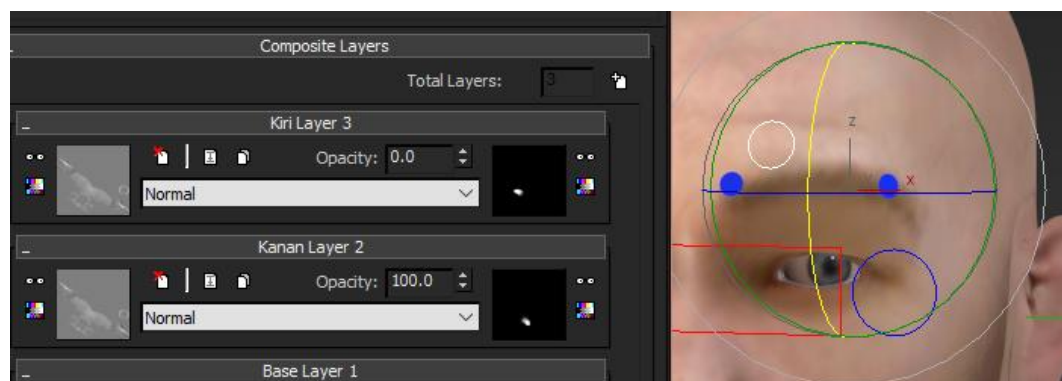 Composite Layers
Total Layers: 3
Kiri Layer 3
Opacity: 0.0
Normal
Kanan Layer 2
Opacity: 100.0
Normal
Base Layer 1
z
x